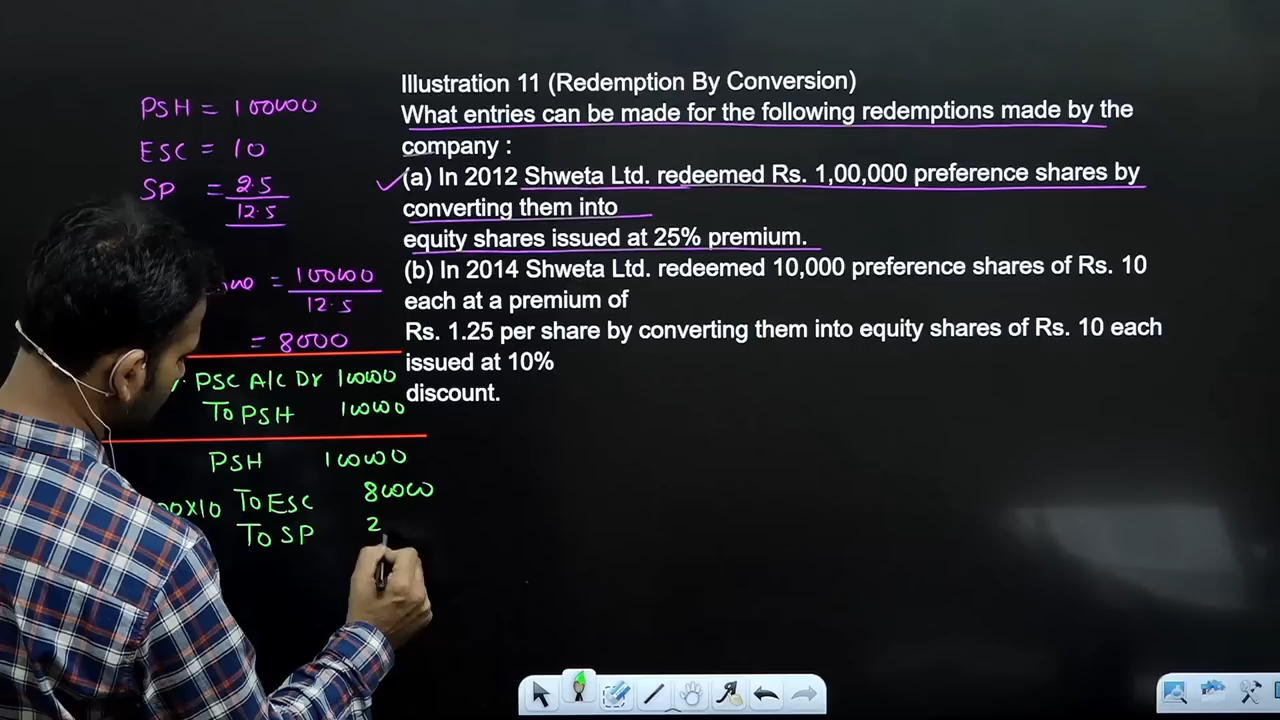 PSH = 100000
ESC = 10
SP = 2.5
12.5
= 100000
12.5
= 8000
PSC A/C Dr 100000
To PSH 100000
PSH 100000
00X10 To ESC 80000
To SP 2
Illustration 11 (Redemption By Conversion)
What entries can be made for the following redemptions made by the
company :
(a) In 2012 Shweta Ltd. redeemed Rs. 1,00,000 preference shares by
converting them into
equity shares issued at 25% premium.
(b) In 2014 Shweta Ltd. redeemed 10,000 preference shares of Rs. 10
each at a premium of
Rs. 1.25 per share by converting them into equity shares of Rs. 10 each
issued at 10%
discount.